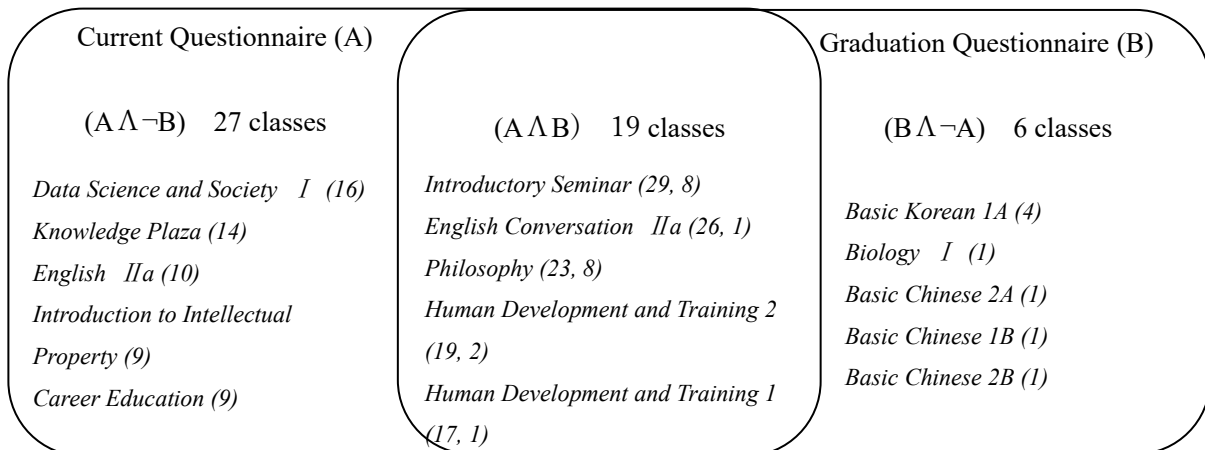 Current Questionnaire (A)
Graduation Questionnaire (B)
(AΛ¬B) 27 classes
(AΛB) 19 classes
(BΛ¬A) 6 classes
Data Science and Society Ⅰ (16)
Knowledge Plaza (14)
English Ⅱa (10)
Introduction to Intellectual
Property (9)
Career Education (9)
Introductory Seminar (29, 8)
English Conversation Ⅱa (26, 1)
Philosophy (23, 8)
Human Development and Training 2
(19, 2)
Human Development and Training 1
(17, 1)
Basic Korean 1A (4)
Biology Ⅰ (1)
Basic Chinese 2A (1)
Basic Chinese 1B (1)
Basic Chinese 2B (1)